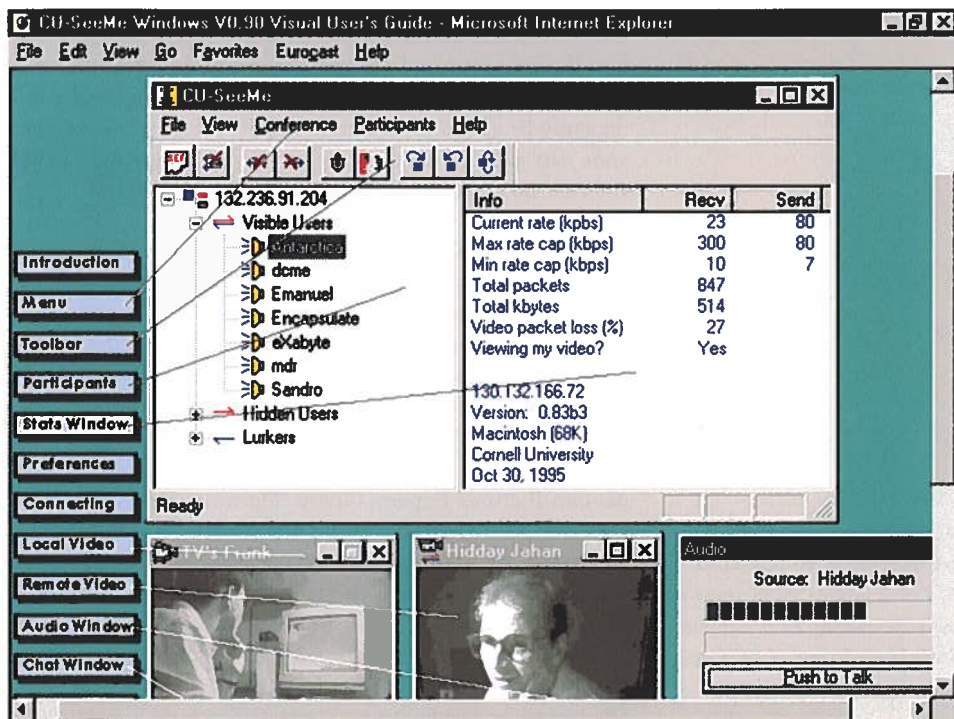 CU-SeeMe Windows V0.90 Visual User's Guide - Microsoft Internet Explorer
File Edit View Go Favorites Eurocast Help
CU-SeeMe
File View Conference Participants Help
132.236.91.204
Visible Users
Antarctica
dcme
Emanuel
Encapsulate
eXabyte
mdr
Sandro
Hidden Users
Lurkers
Info Recv Send
Current rate (kpbs) 23 80
Max rate cap (kbps) 300 80
Min rate cap (kbps) 10 7
Total packets 847
Total kbytes 514
Video packet loss (%) 27
Viewing my video? Yes
130.132.166.72
Version: 0.83b3
Macintosh (68K)
Cornell University
Oct 30, 1995
Ready
Introduction
Menu
Toolbar
Participants
Stats Window
Preferences
Connecting
Local Video
Remote Video
Audio Window
Chat Window
TV's Frank
Hidday Jahan
Audio
Source: Hidday Jahan
Push to Talk